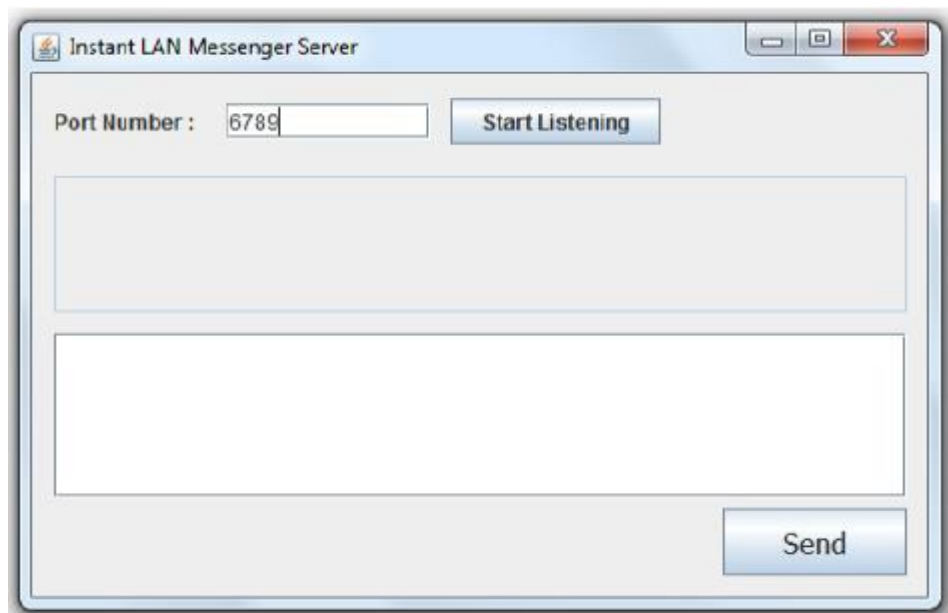 Instant LAN Messenger Server
Port Number : 6789 Start Listening
Send